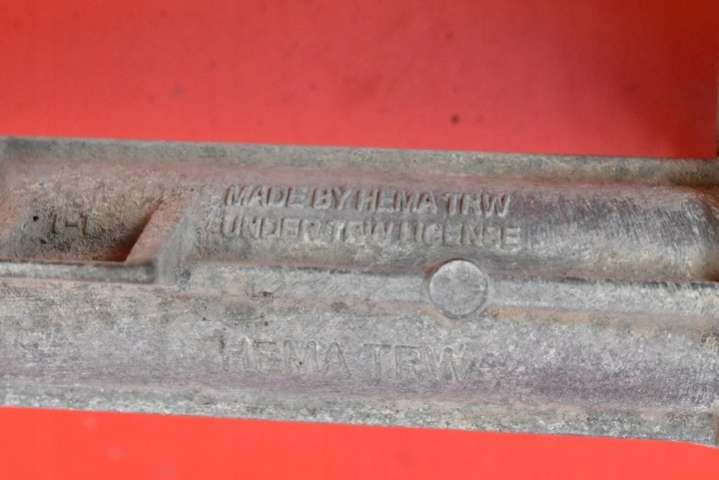 MADE BY HEMA TRW
UNDER TRW LICENSE
HEMA TRW